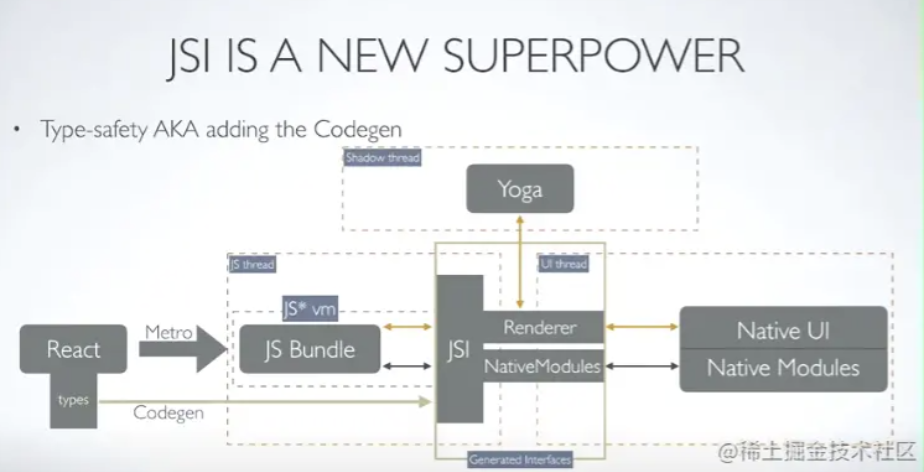 JSI IS A NEW SUPERPOWER
• Type-safety AKA adding the Codegen
Shadow thread
Yoga
JS thread
UI thread
JS* vm
React
Metro
JS Bundle
JSI
Renderer
NativeModules
Native UI
Native Modules
types
Codegen
Generated Interfaces
@稀土掘金技术社区